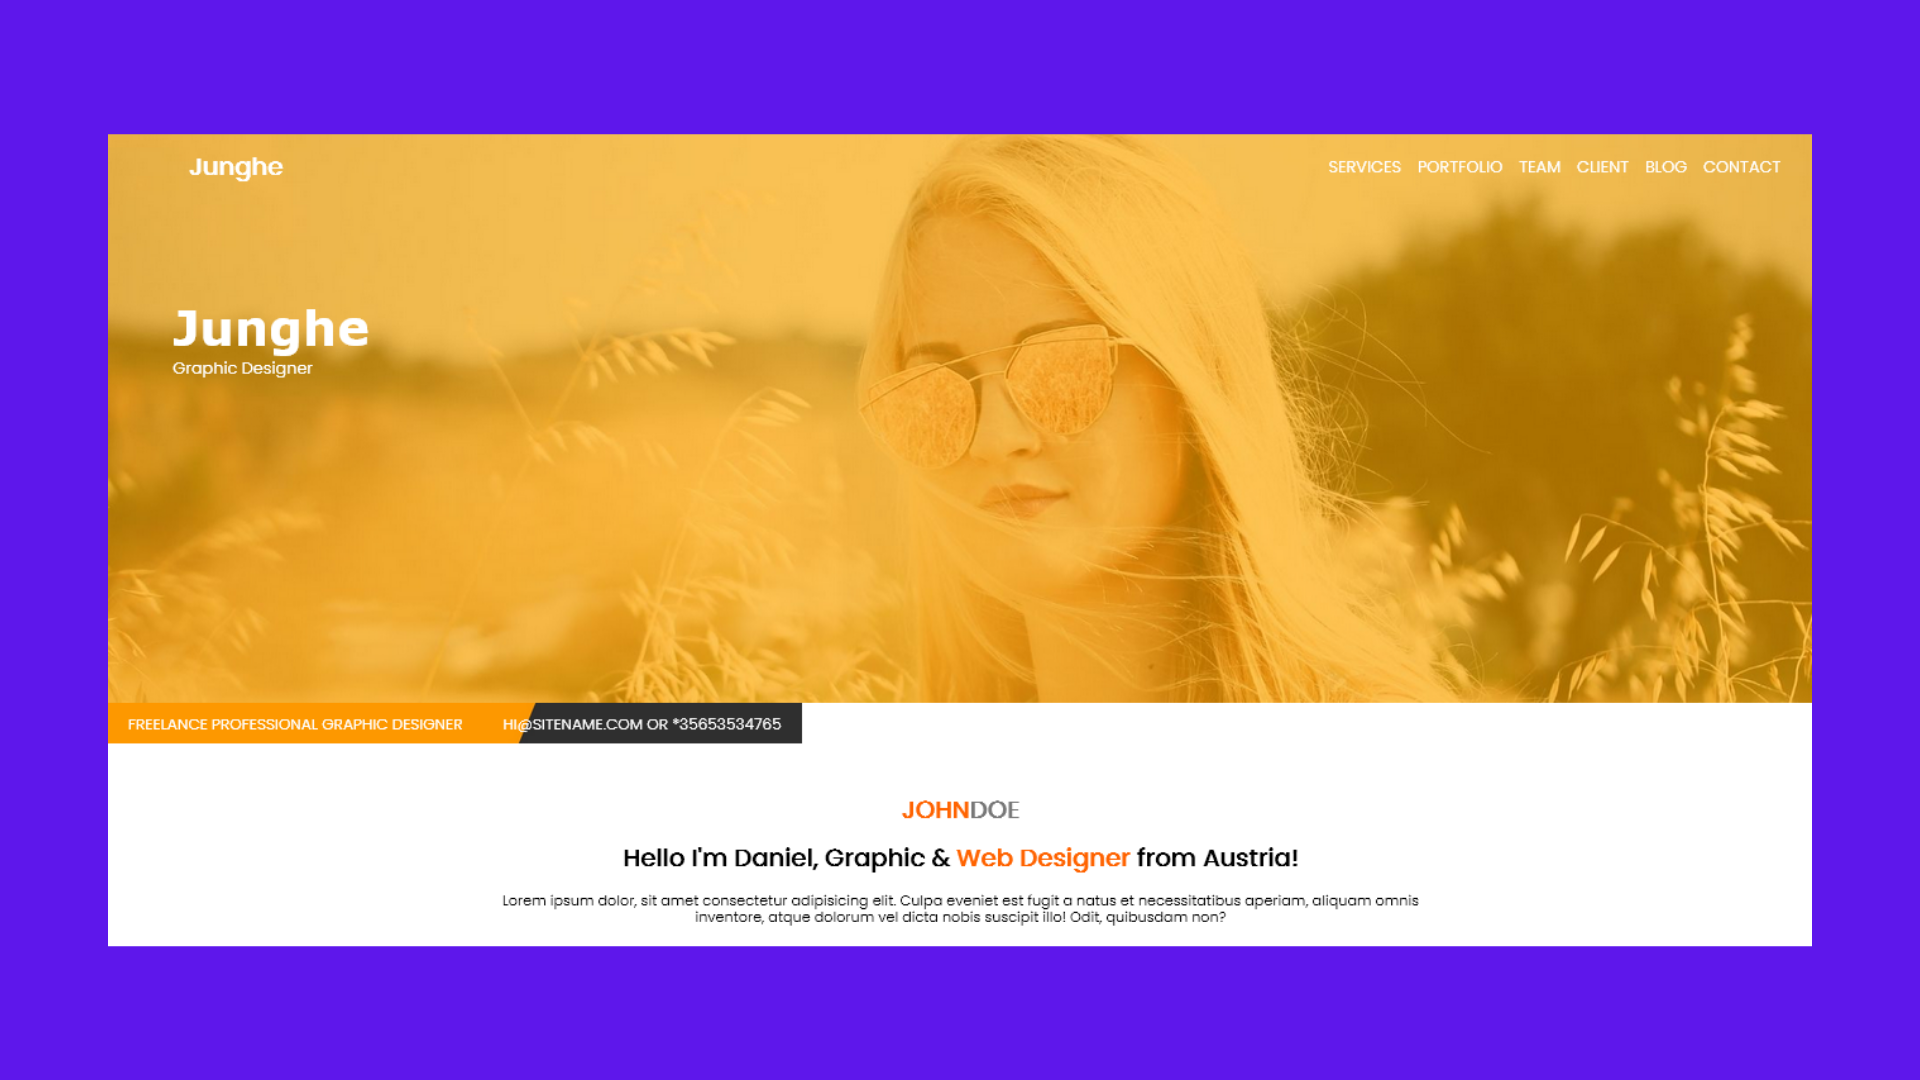 Junghe
SERVICES PORTFOLIO TEAM CLIENT BLOG CONTACT
Junghe
Graphic Designer
FREELANCE PROFESSIONAL GRAPHIC DESIGNER
HI@SITENAME.COM OR *35653534765
JOHNDOE
Hello I'm Daniel, Graphic & Web Designer from Austria!
Lorem ipsum dolor, sit amet consectetur adipisicing elit. Culpa eveniet est fugit a natus et necessitatibus aperiam, aliquam omnis
inventore, atque dolorum vel dicta nobis suscipit illo! Odit, quibusdam non?